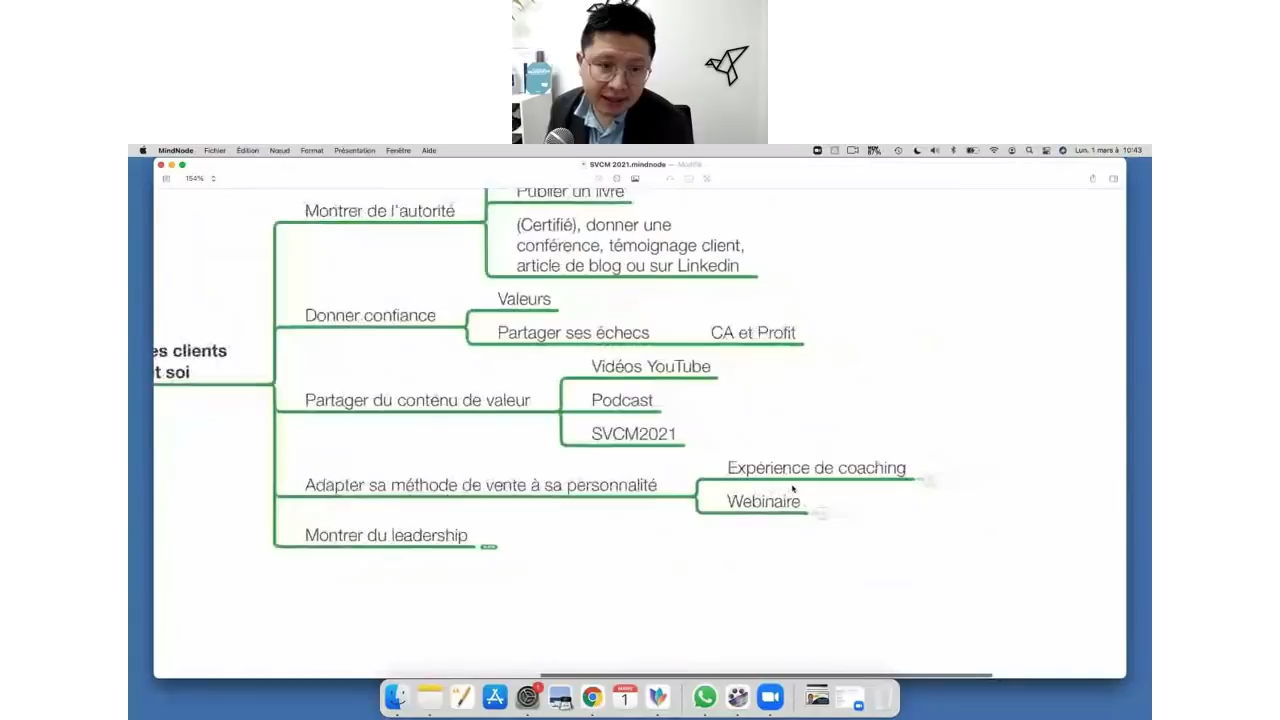 MindNode Fichier Édition Nœud Format Présentation Fenêtre Aide
Lun. 1 mars à 10:43
SVCM 2021.mindnode — Modifié
154%
Publier un livre
Montrer de l'autorité
(Certifié), donner une
conférence, témoignage client,
article de blog ou sur Linkedin
Valeurs
Donner confiance
Partager ses échecs
CA et Profit
es clients
t soi
Vidéos YouTube
Partager du contenu de valeur
Podcast
SVCM2021
Expérience de coaching
Adapter sa méthode de vente à sa personnalité
Webinaire
Montrer du leadership
1